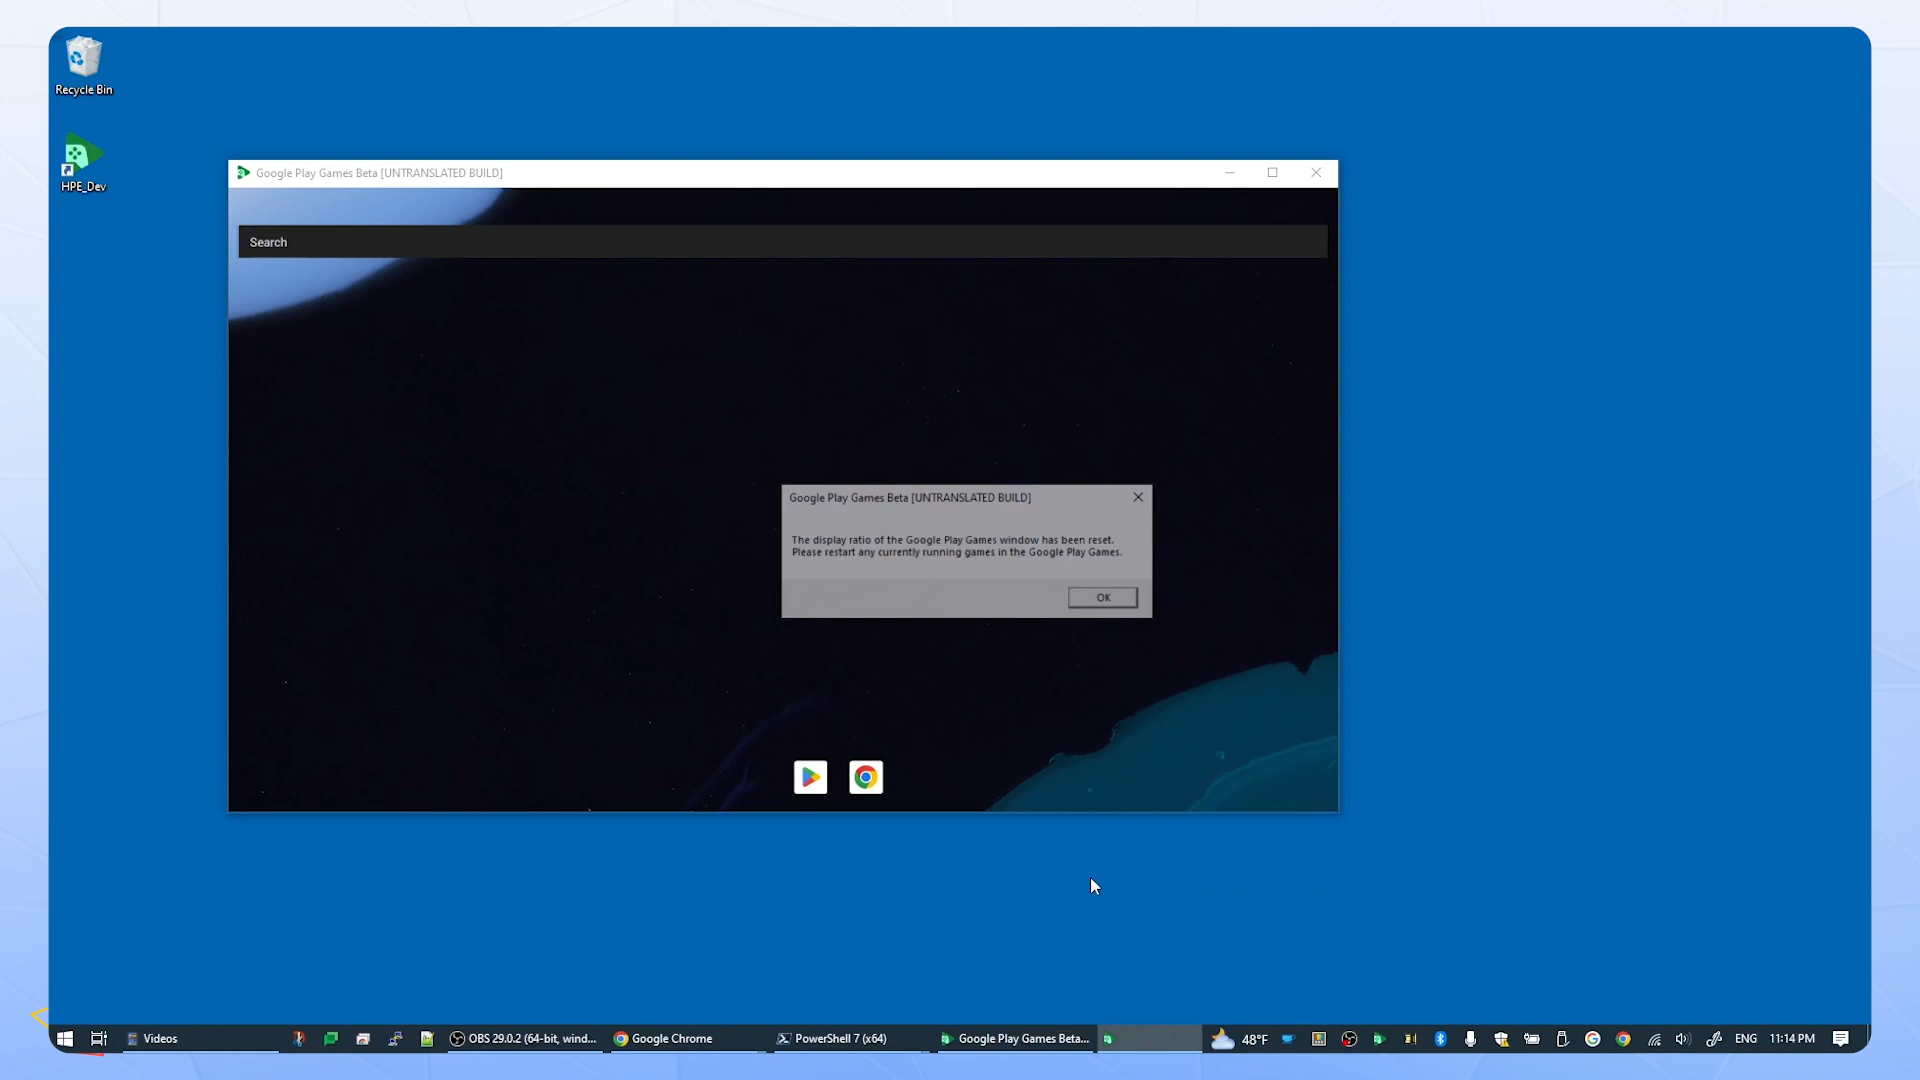 Recycle Bin
HPE_Dev
Google Play Games Beta [UNTRANSLATED BUILD]
Search
Google Play Games Beta [UNTRANSLATED BUILD]
The display ratio of the Google Play Games window has been reset.
Please restart any currently running games in the Google Play Games.
OK
Videos
OBS 29.0.2 (64-bit, wind...
Google Chrome
PowerShell 7 (x64)
Google Play Games Beta...
48°F
ENG
11:14 PM